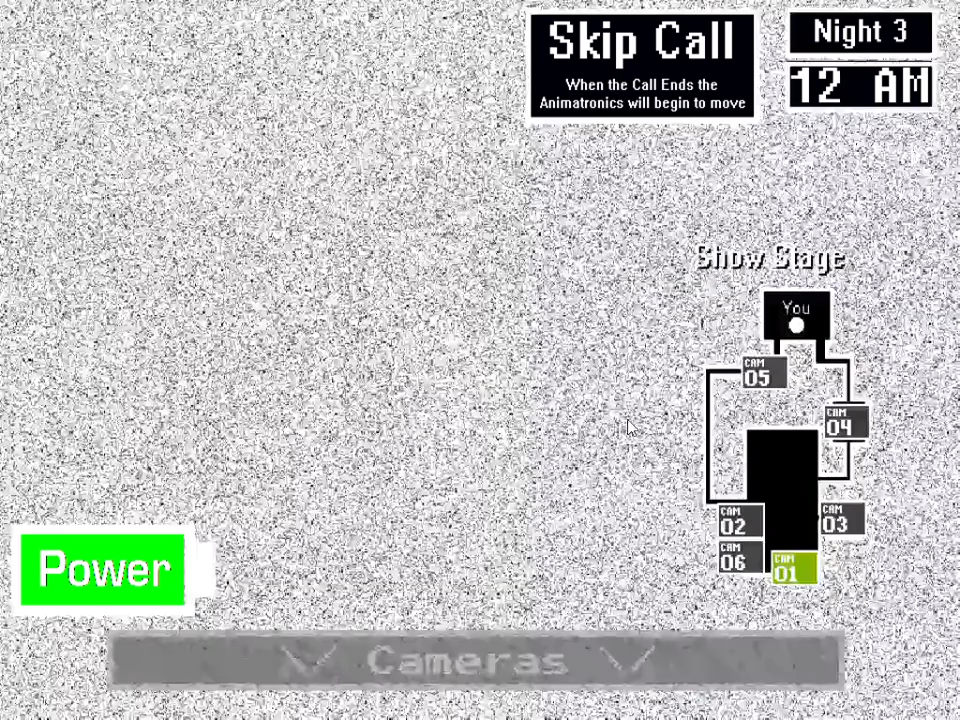 Skip Call
When the Call Ends the
Animatronics will begin to move
Night 3
12 AM
Show Stage
You
CAM
05
CAM
04
CAM
02
CAM
03
CAM
06
CAM
01
Power
Cameras